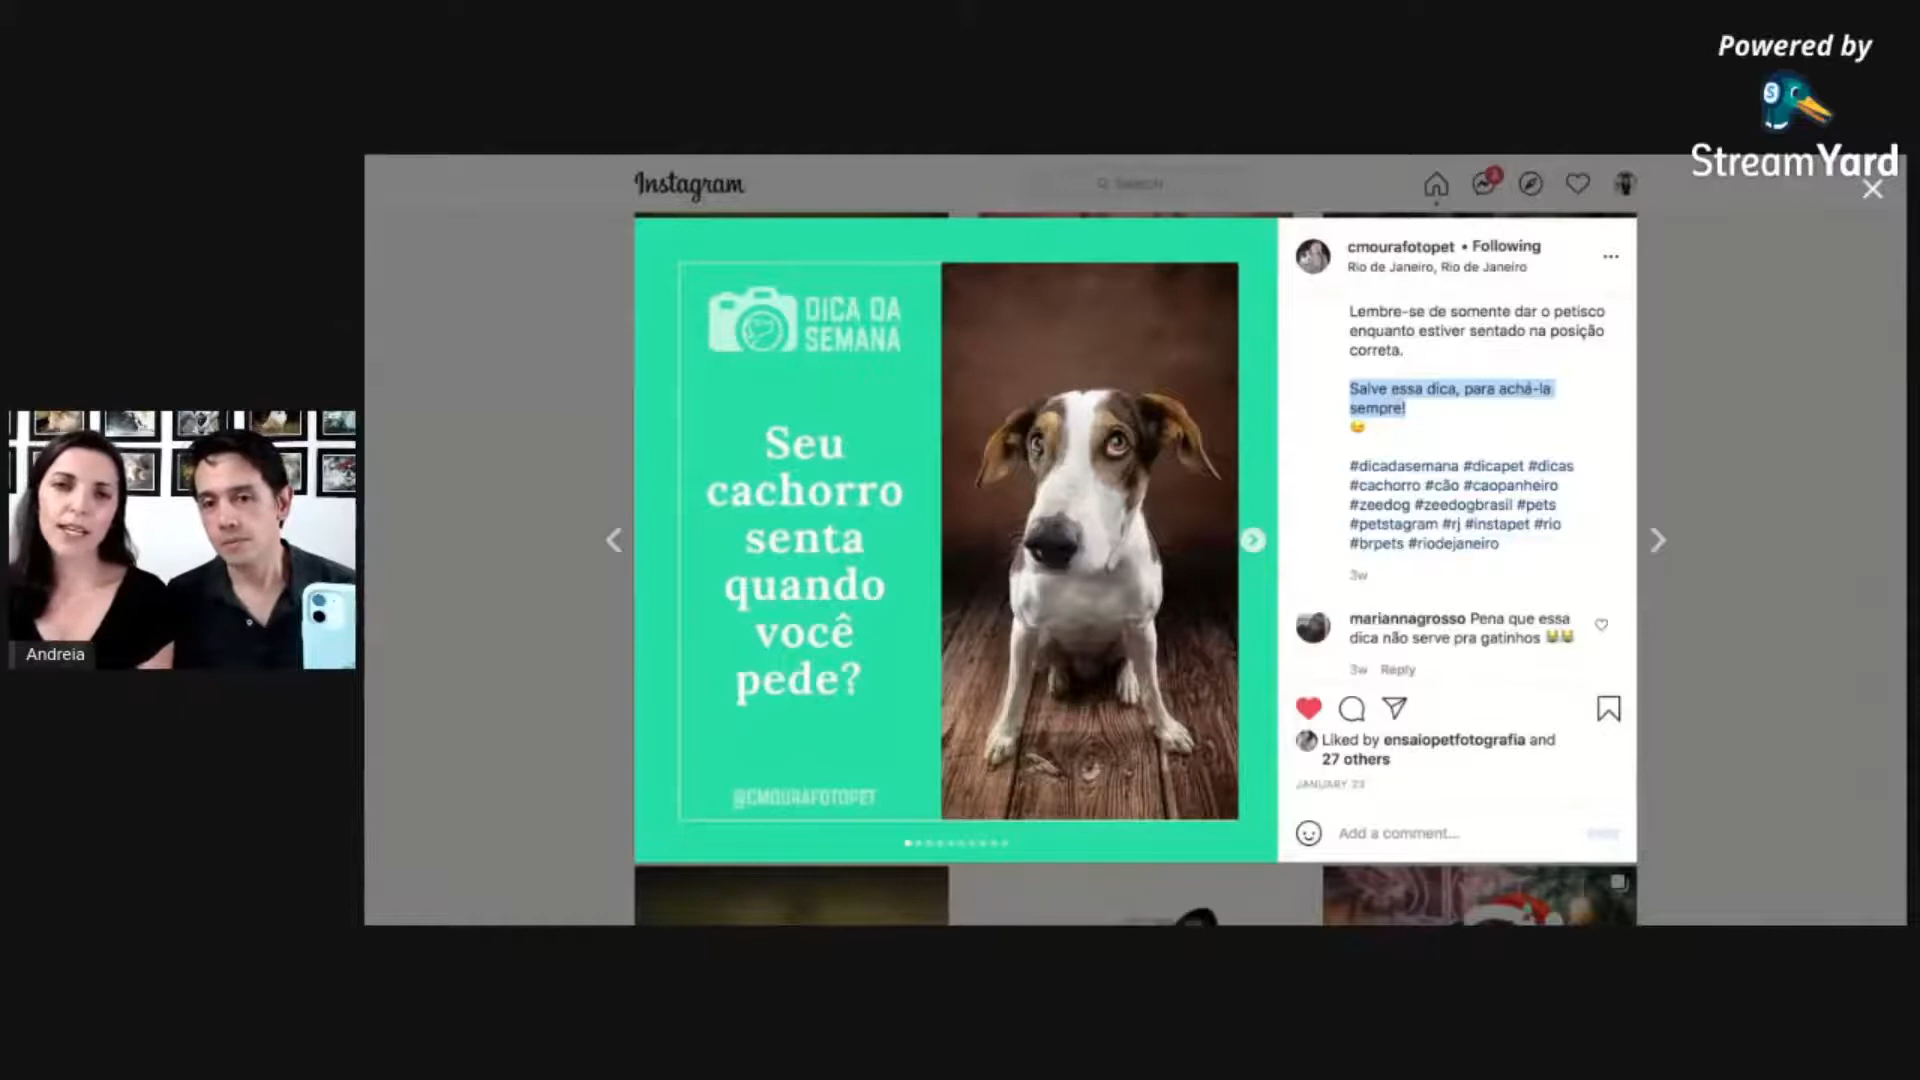 Powered by
StreamYard
Instagram
Search
DICA DA
SEMANA
Seu
cachorro
senta
quando
você
pede?
@CMOURAFOTOPET
cmourafotopet • Following
Rio de Janeiro, Rio de Janeiro
Lembre-se de somente dar o petisco
enquanto estiver sentado na posição
correta.
Salve essa dica, para achá-la
sempre!
#dicadasemana #dicapet #dicas
#cachorro #cão #caopanheiro
#zeedog #zeedogbrasil #pets
#petstagram #rj #instapet #rio
#brpets #riodejaneiro
3w
mariannagrosso Pena que essa
dica não serve pra gatinhos
3w Reply
Liked by ensaiopetfotografia and
27 others
JANUARY 23
Add a comment...
Andreia